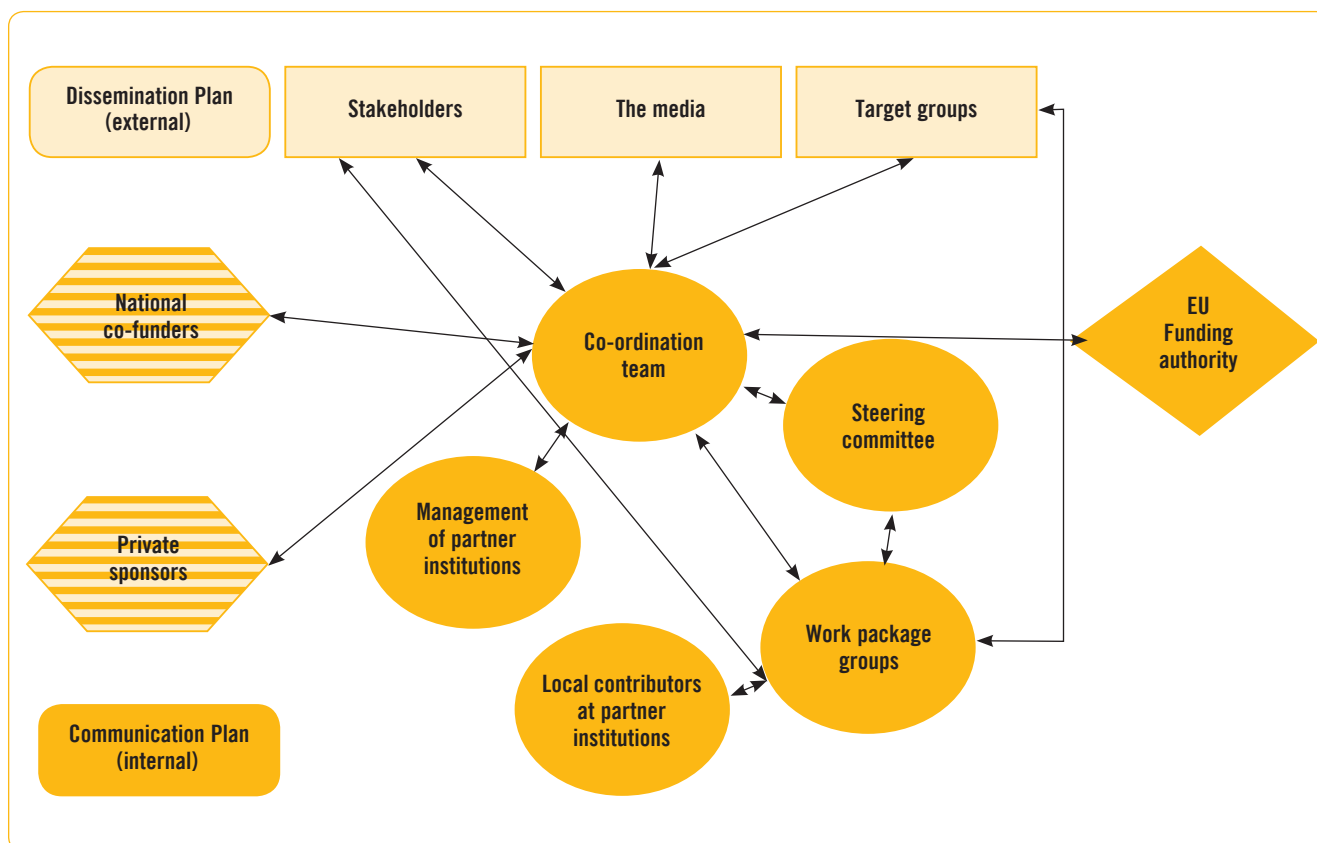 Dissemination Plan
(external)
Stakeholders
The media
Target groups
National
co-funders
Co-ordination
team
EU
Funding
authority
Steering
committee
Management
of partner
institutions
Private
sponsors
Work package
groups
Local contributors
at partner
institutions
Communication Plan
(internal)